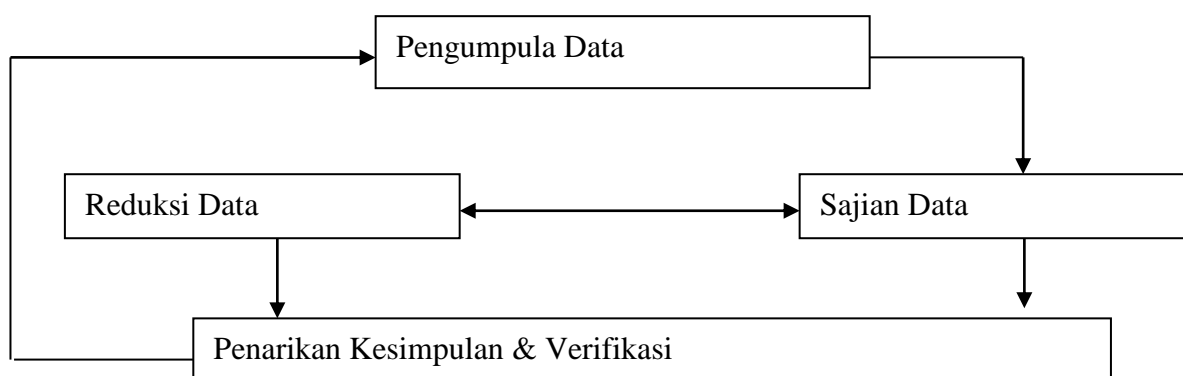 Pengumpula Data
Reduksi Data
Sajian Data
Penarikan Kesimpulan & Verifikasi